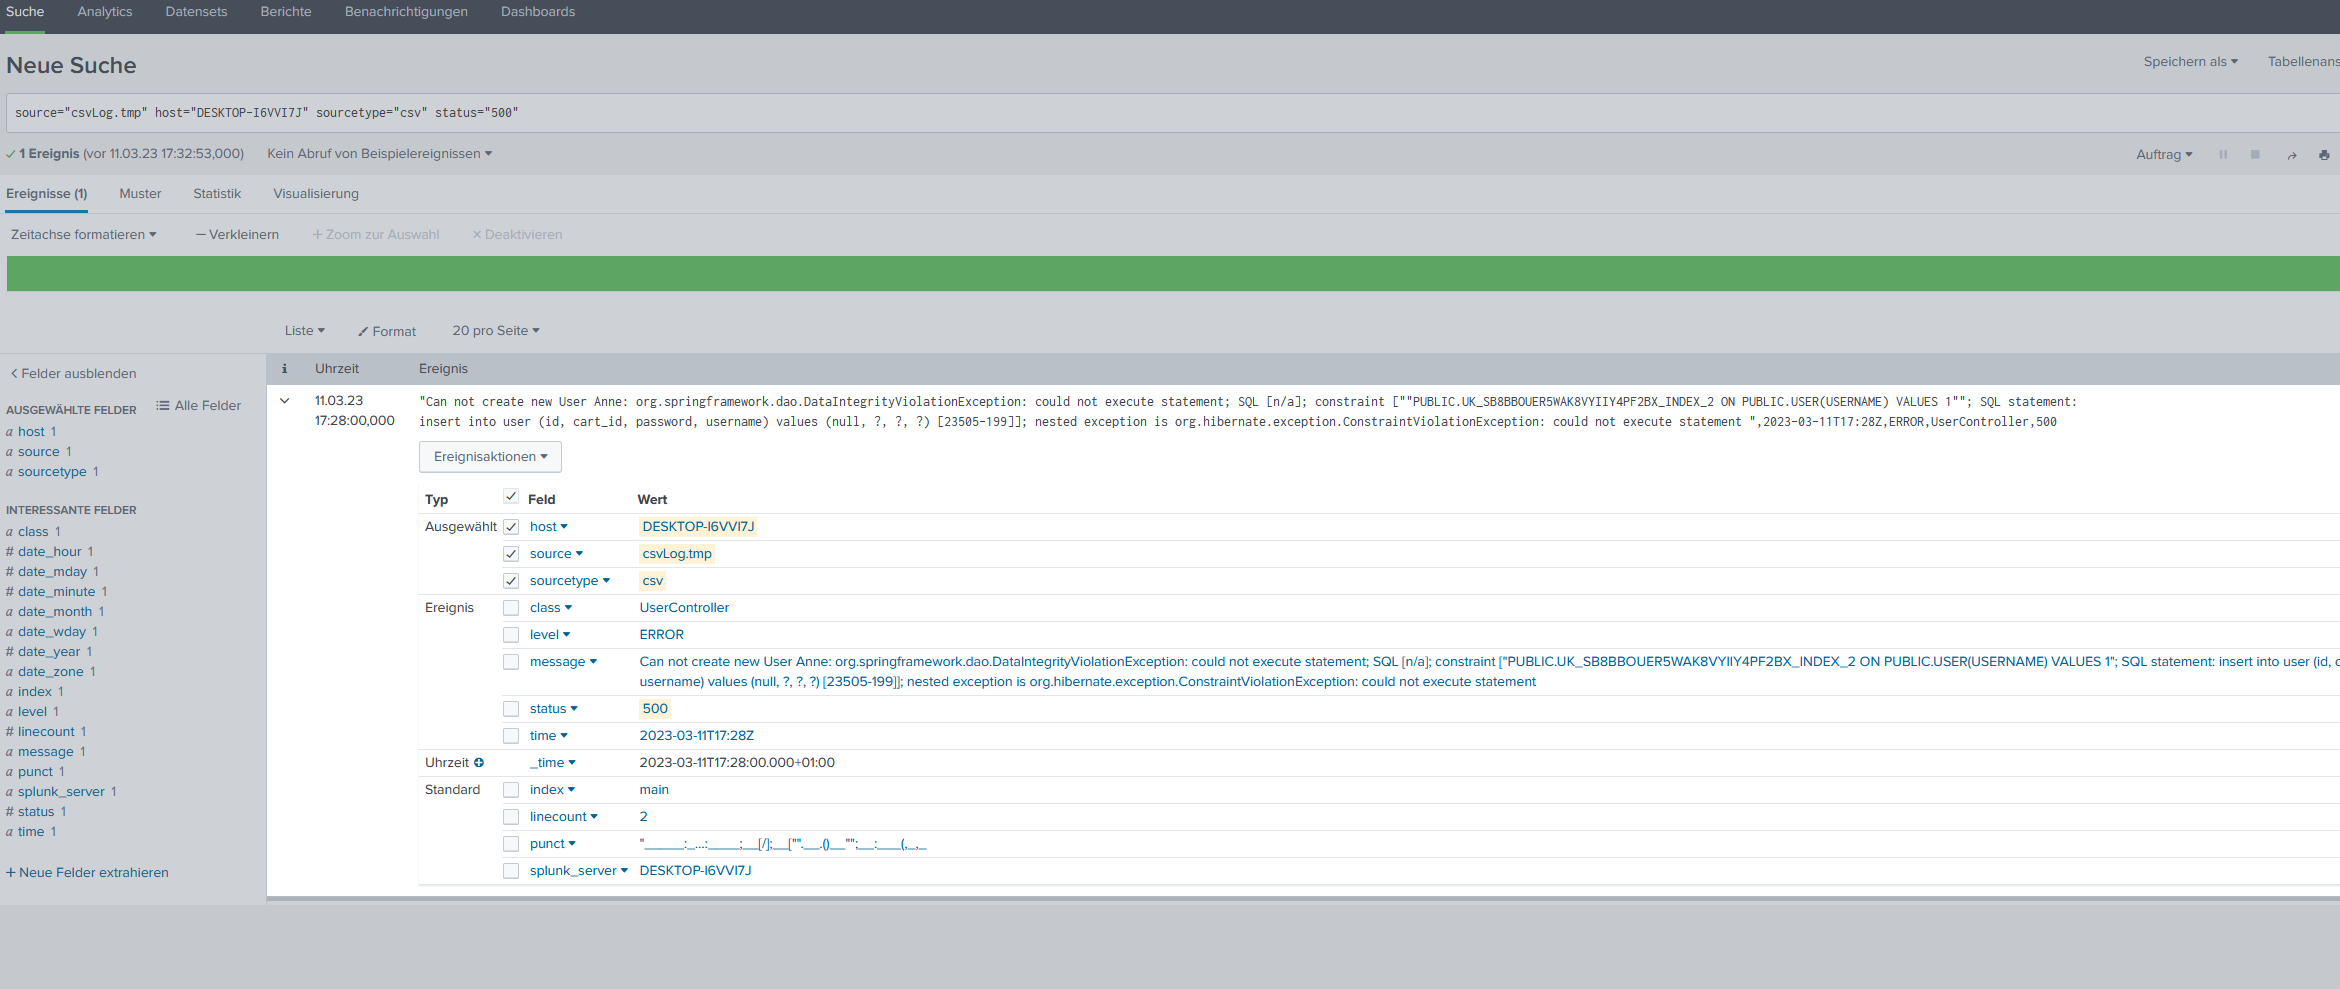 Suche Analytics Datensets Berichte Benachrichtigungen Dashboards
Neue Suche
Speichern als Tabellenans
source="csvLog.tmp" host="DESKTOP-I6VVI7J" sourcetype="csv" status="500"
1 Ereignis (vor 11.03.23 17:32:53,000) Kein Abruf von Beispielereignissen
Auftrag
Ereignisse (1) Muster Statistik Visualisierung
Zeitachse formatieren — Verkleinern + Zoom zur Auswahl × Deaktivieren
Liste Format 20 pro Seite
< Felder ausblenden
AUSGEWÄHLTE FELDER Alle Felder
a host 1
a source 1
a sourcetype 1
INTERESSANTE FELDER
a class 1
# date_hour 1
# date_mday 1
# date_minute 1
a date_month 1
a date_wday 1
# date_year 1
a date_zone 1
a index 1
a level 1
# linecount 1
a message 1
a punct 1
a splunk_server 1
# status 1
a time 1
+ Neue Felder extrahieren
i Uhrzeit Ereignis
11.03.23
17:28:00,000
"Can not create new User Anne: org.springframework.dao.DataIntegrityViolationException: could not execute statement; SQL [n/a]; constraint [""PUBLIC.UK_SB8BBOUER5WAK8VYIIY4PF2BX_INDEX_2 ON PUBLIC.USER(USERNAME) VALUES 1""; SQL statement:
insert into user (id, cart_id, password, username) values (null, ?, ?, ?) [23505-199]]; nested exception is org.hibernate.exception.ConstraintViolationException: could not execute statement ",2023-03-11T17:28Z,ERROR,UserController,500
Ereignisaktionen
Typ Feld Wert
Ausgewählt host DESKTOP-I6VVI7J
source csvLog.tmp
sourcetype csv
Ereignis class UserController
level ERROR
message Can not create new User Anne: org.springframework.dao.DataIntegrityViolationException: could not execute statement; SQL [n/a]; constraint ["PUBLIC.UK_SB8BBOUER5WAK8VYIIY4PF2BX_INDEX_2 ON PUBLIC.USER(USERNAME) VALUES 1"; SQL statement: insert into user (id, c
username) values (null, ?, ?, ?) [23505-199]]; nested exception is org.hibernate.exception.ConstraintViolationException: could not execute statement
status 500
time 2023-03-11T17:28Z
Uhrzeit _time 2023-03-11T17:28:00.000+01:00
Standard index main
linecount 2
punct
splunk_server DESKTOP-I6VVI7J